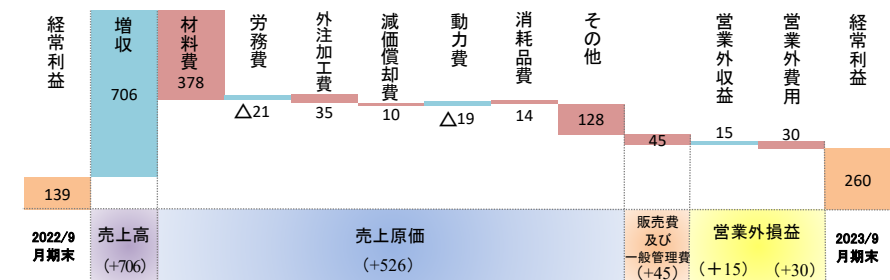 経常利益
増収
材料費
労務費
外注加工費
減価償却費
動力費
消耗品費
その他
営業外収益
営業外費用
経常利益
139
706
378
△21
35
10
△19
14
128
45
15
30
260
2022/9
月期末
売上高
(+706)
売上原価
(+526)
販売費
及び
一般管理費
(+45)
営業外損益
(+15)
(+30)
2023/9
月期末